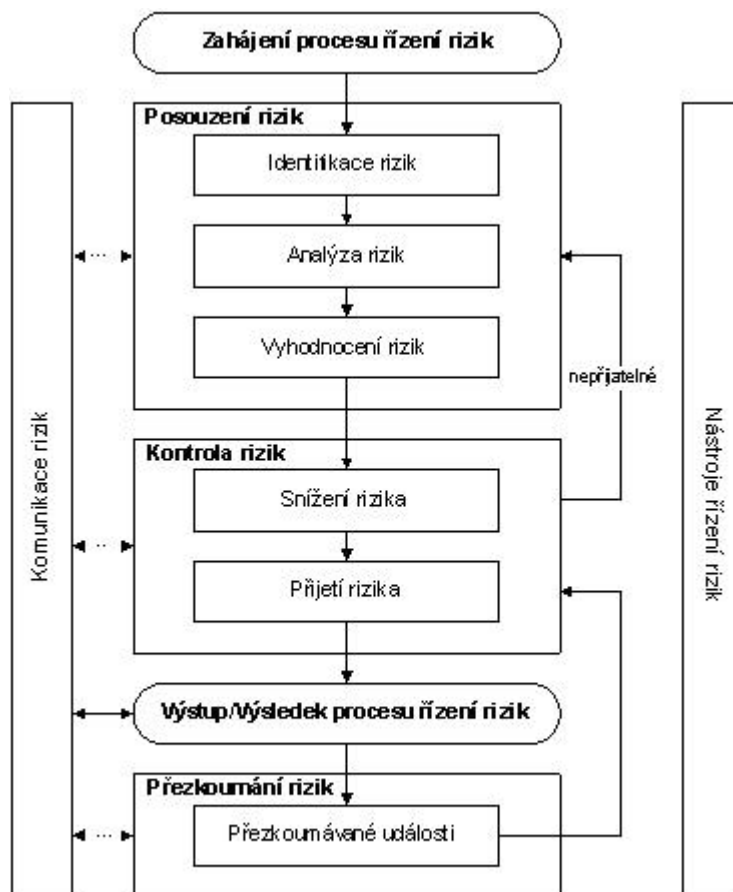 Zahájení procesu řízení rizik
Posouzení rizik
Identifikace rizik
Analýza rizik
Vyhodnocení rizik
nepřijatelné
Kontrola rizik
Snížení rizika
Přijetí rizika
Výstup/Výsledek procesu řízení rizik
Přezkoumání rizik
Přezkoumávané události
Komunikace rizik
Nástroje řízení rizik